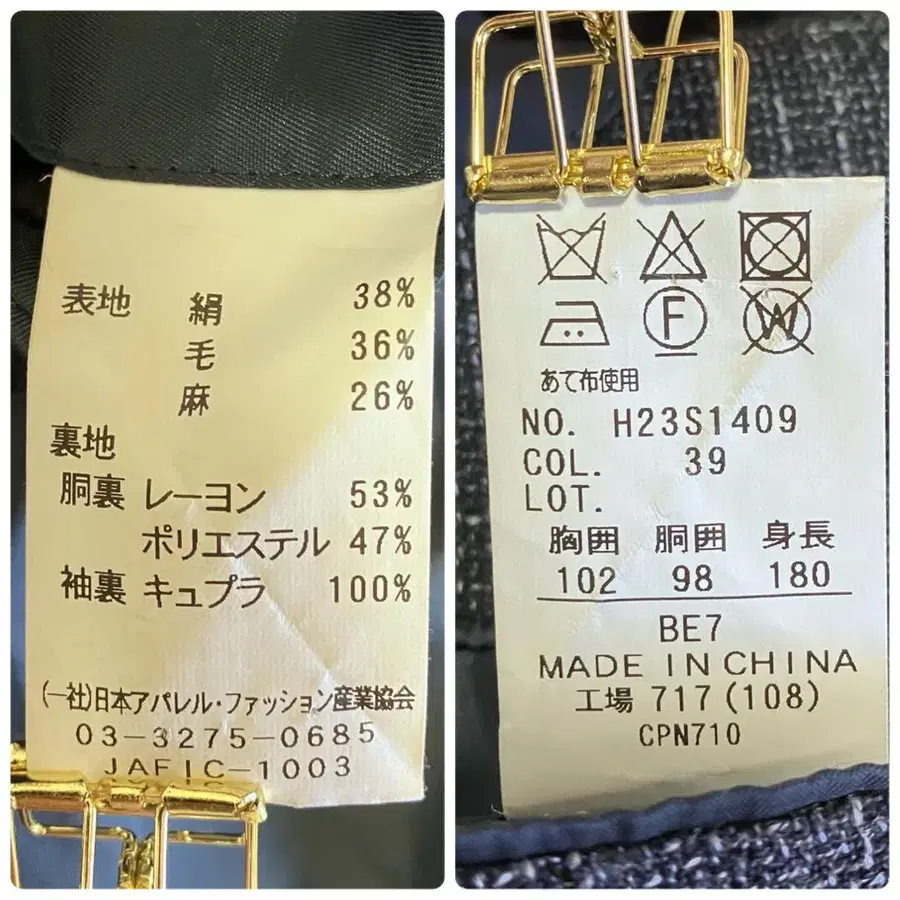 表地 絹 38%
毛 36%
麻 26%
裏地
胴裏 レーヨン 53%
ポリエステル 47%
袖裏 キュプラ 100%
(一社)日本アパレル・ファッション産業協会
03-3275-0685
JAFIC-1003
F W
あて布使用
NO. H23S1409
COL. 39
LOT.
胸囲 胴囲 身長
102 98 180
BE7
MADE IN CHINA
工場 717 (108)
CPN710